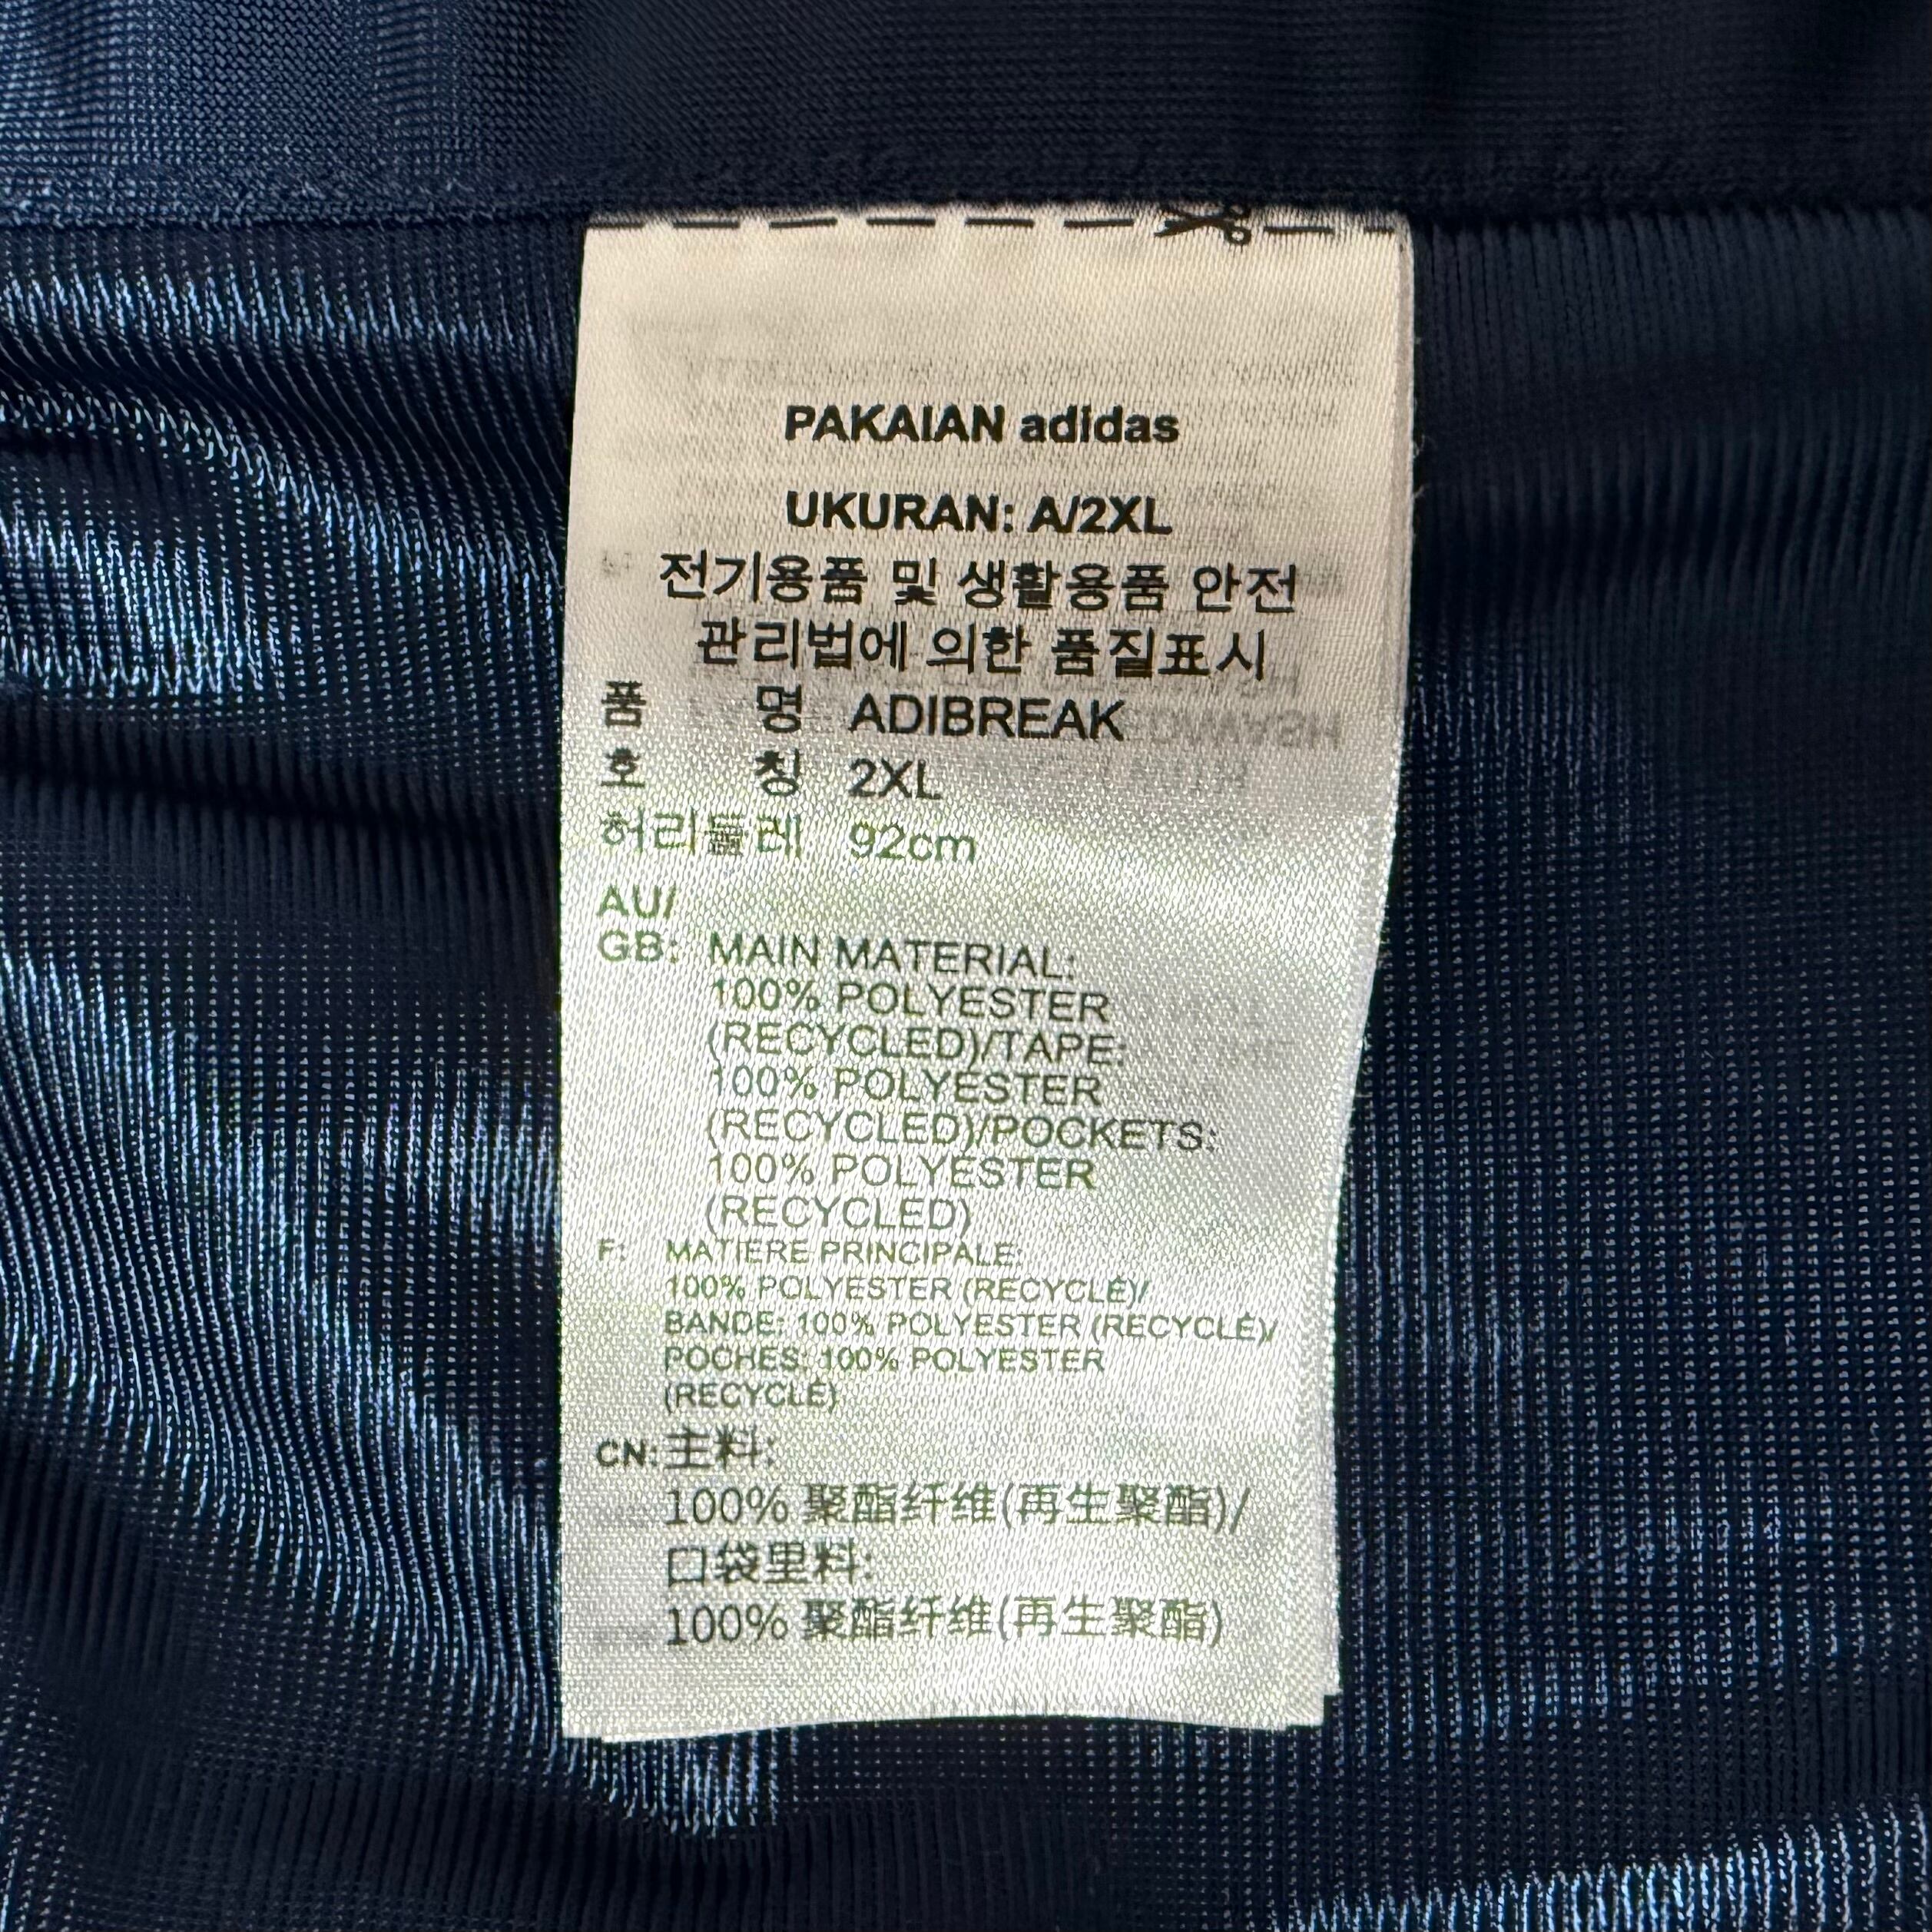 PAKAIAN adidas
UKURAN: A/2XL
전기용품 및 생활용품 안전
관리법에 의한 품질표시
품 명 ADIBREAK
호 칭 2XL
허리둘레 92cm
AU/
GB: MAIN MATERIAL:
100% POLYESTER
(RECYCLED)/TAPE:
100% POLYESTER
(RECYCLED)/POCKETS:
100% POLYESTER
(RECYCLED)
F: MATIERE PRINCIPALE:
100% POLYESTER (RECYCLÉ)/
BANDE: 100% POLYESTER (RECYCLÉ)/
POCHES: 100% POLYESTER
(RECYCLÉ)
CN: 主料:
100% 聚酯纤维(再生聚酯)/
口袋里料:
100% 聚酯纤维(再生聚酯)